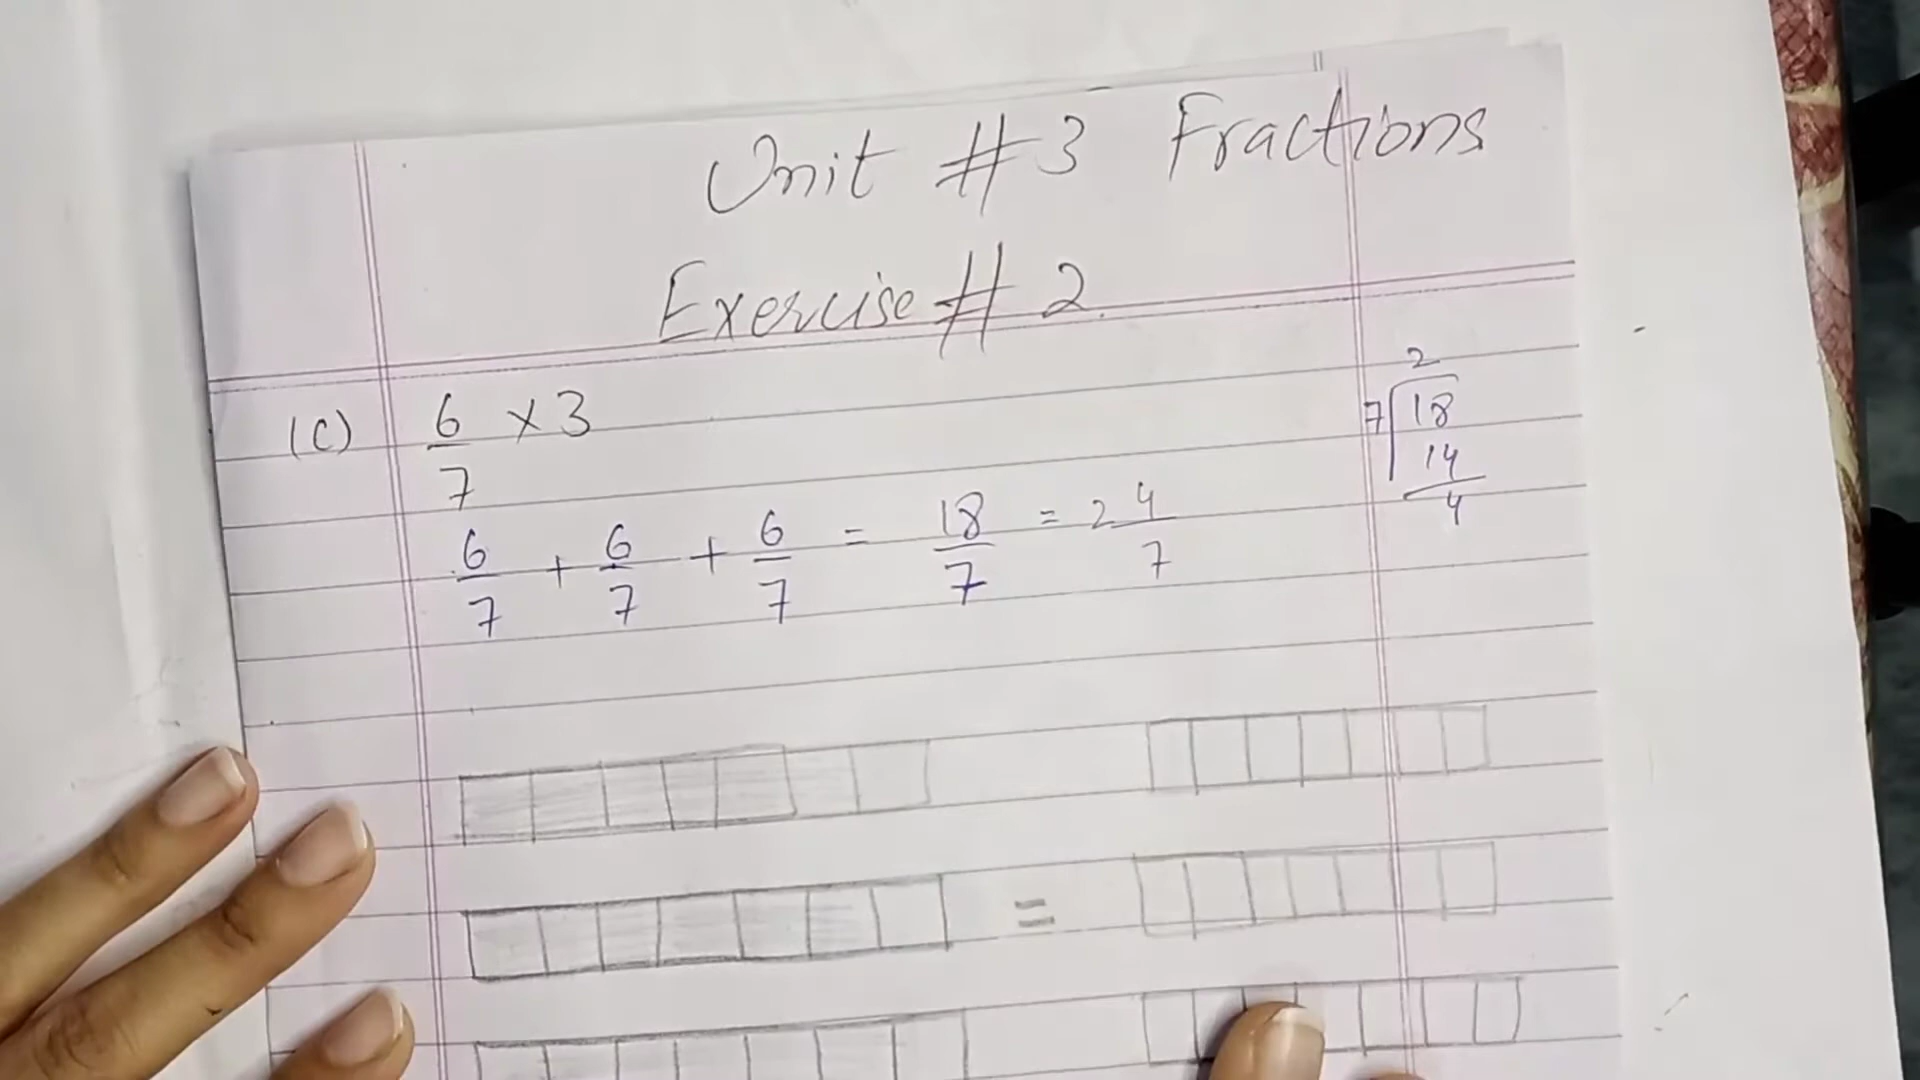 Unit # 3 Fractions
Exercise # 2.
(C) 6/7 × 3
6/7 + 6/7 + 6/7 = 18/7 = 2 4/7
2
7 18
14
4
=